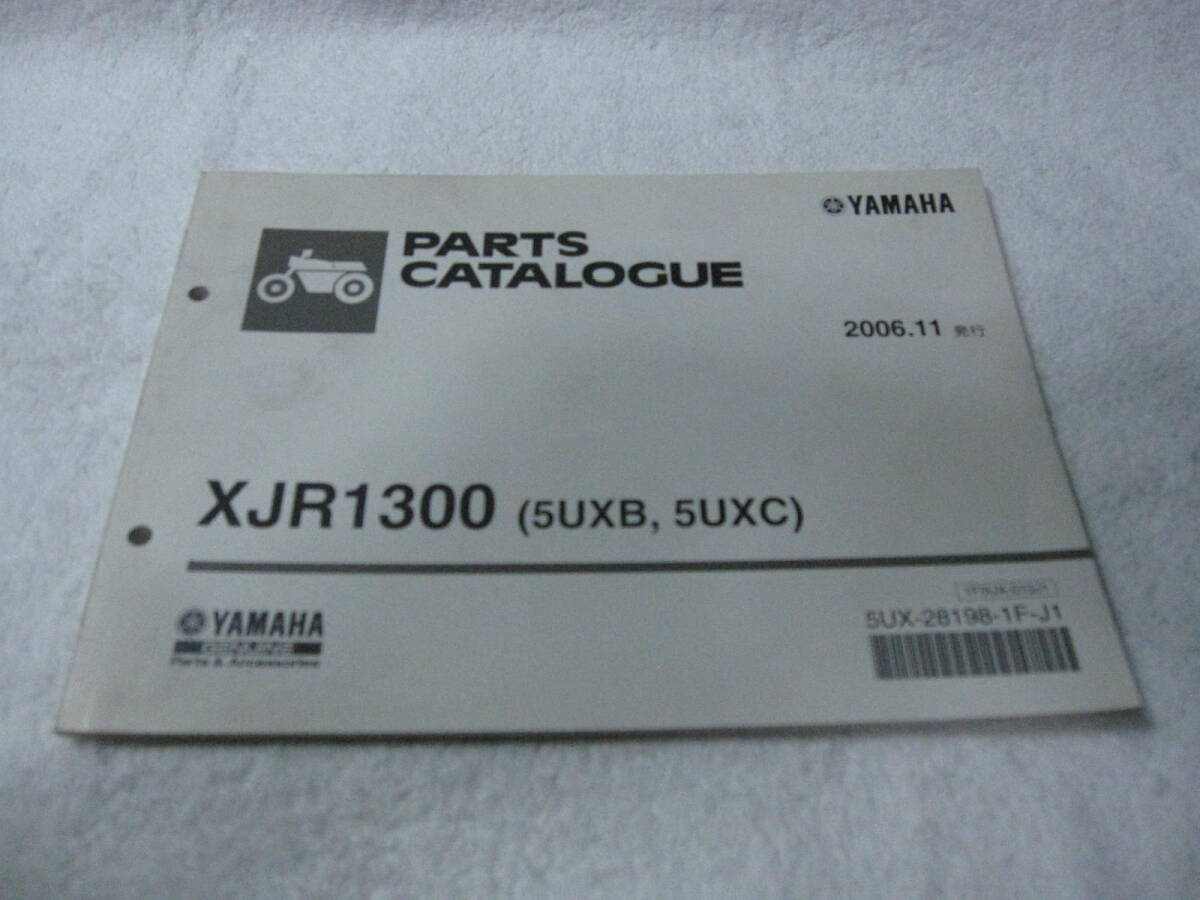 YAMAHA
PARTS
CATALOGUE
2006.11 発行
XJR1300 (5UXB, 5UXC)
YAMAHA
GENUINE
Parts & Accessories
5UX-28198-1F-J1